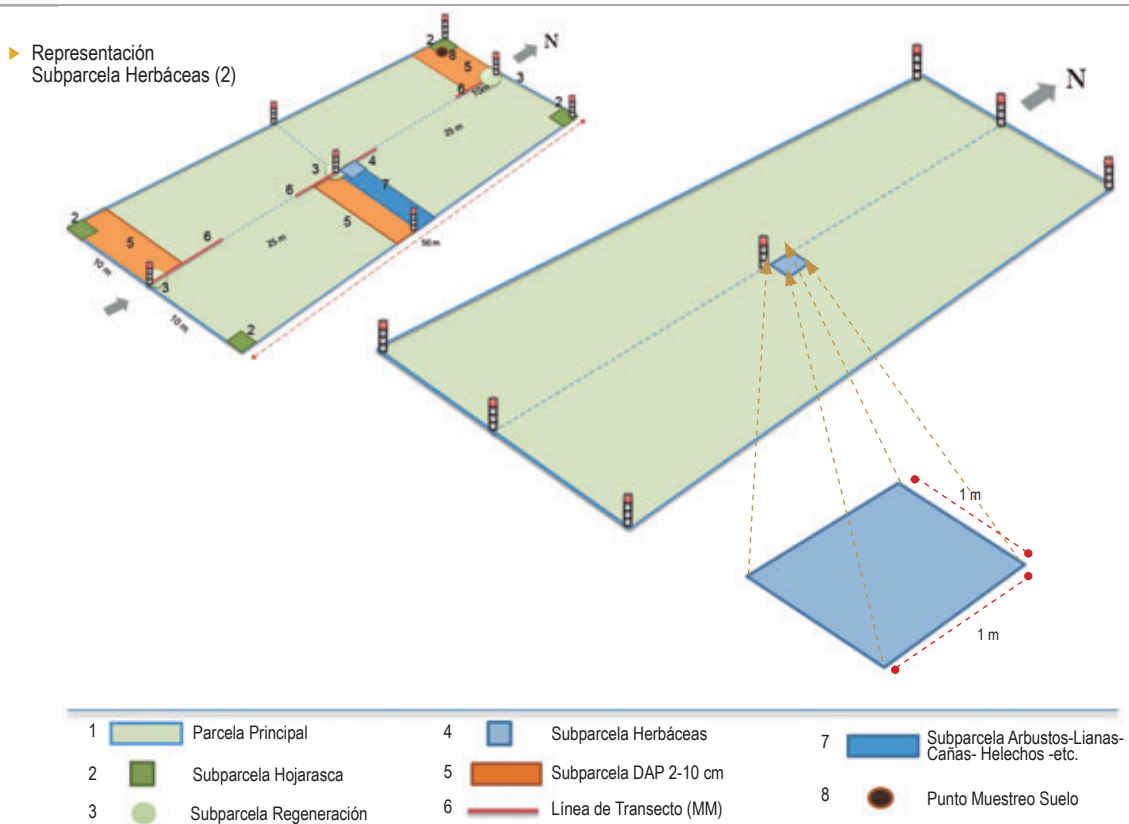 Representación
Subparcela Herbáceas (2)
2
8
5
N
3
6
10m
2
25 m
4
3
7
6
5
50 m
2
5
6
25 m
10 m
3
10 m
2
N
1 m
1 m
1 Parcela Principal
2 Subparcela Hojarasca
3 Subparcela Regeneración
4 Subparcela Herbáceas
5 Subparcela DAP 2-10 cm
6 Línea de Transecto (MM)
7 Subparcela Arbustos-Lianas-
Cañas- Helechos -etc.
8 Punto Muestreo Suelo